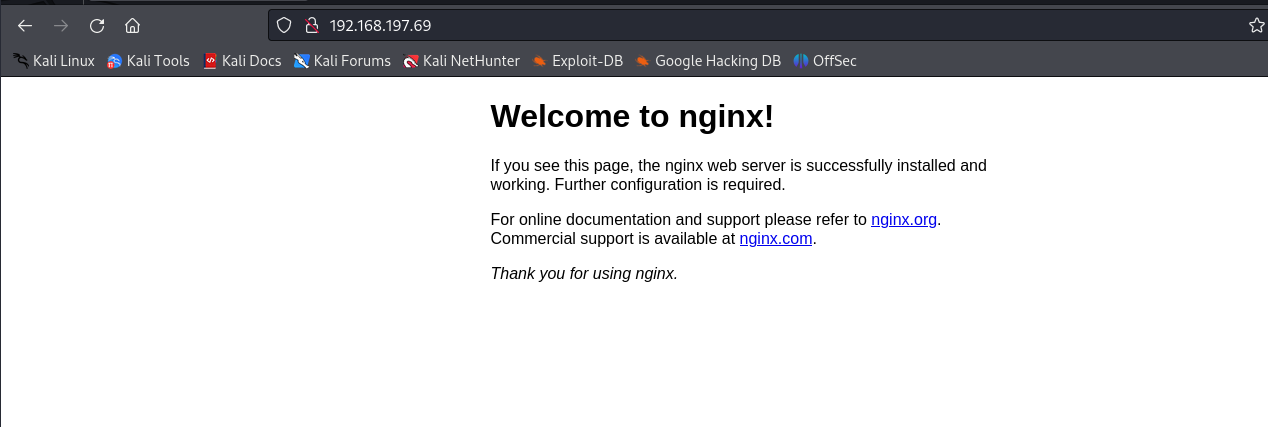 192.168.197.69
Kali Linux Kali Tools Kali Docs Kali Forums Kali NetHunter Exploit-DB Google Hacking DB OffSec
Welcome to nginx!
If you see this page, the nginx web server is successfully installed and
working. Further configuration is required.
For online documentation and support please refer to nginx.org.
Commercial support is available at nginx.com.
Thank you for using nginx.